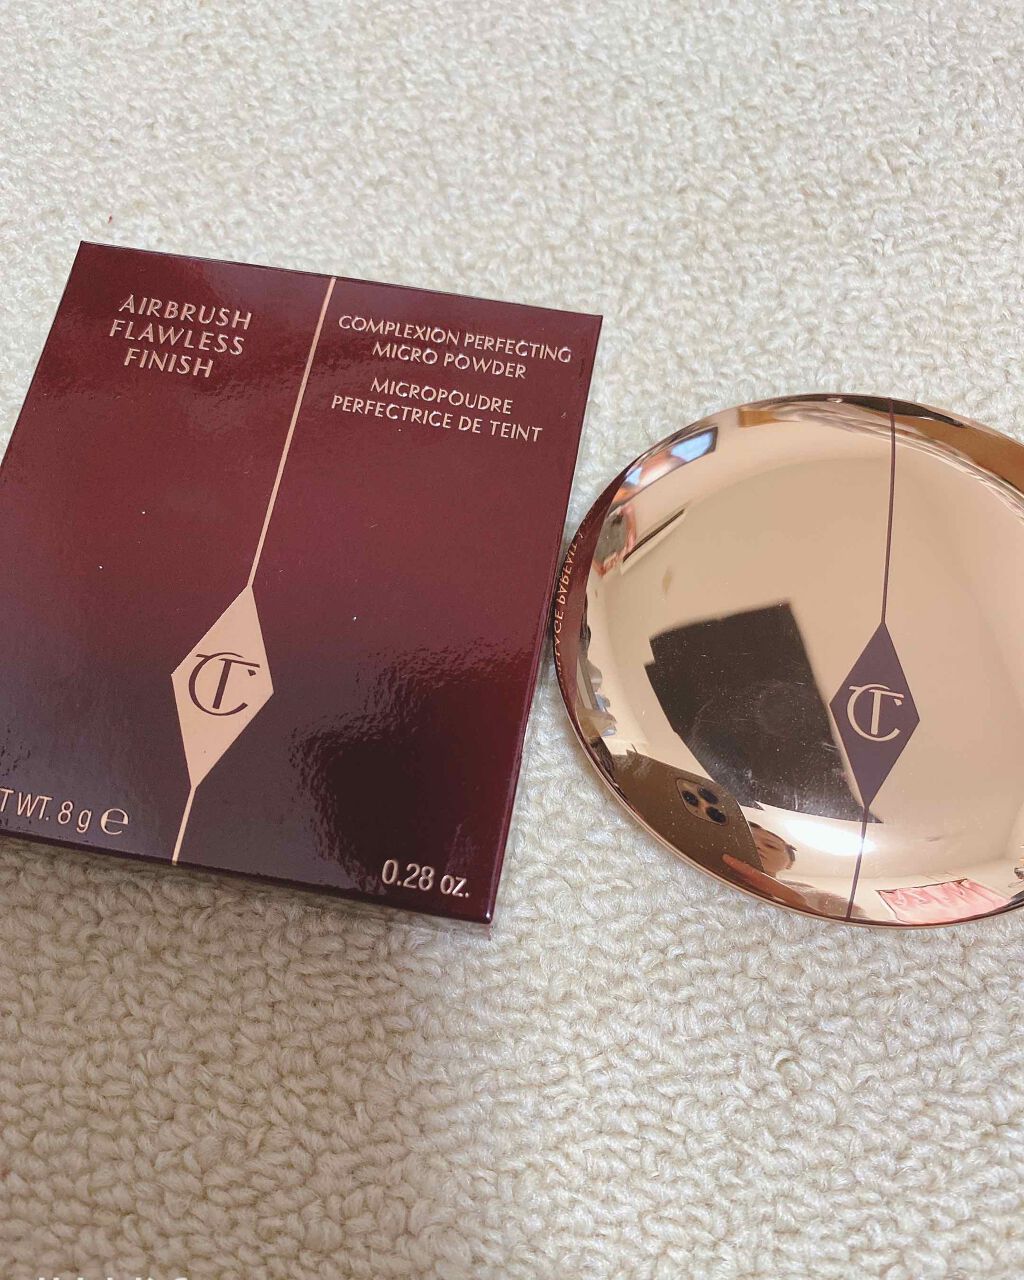 AIRBRUSH
FLAWLESS
FINISH
COMPLEXION PERFECTING
MICRO POWDER
MICROPOUDRE
PERFECTRICE DE TEINT
CT
T WT. 8 g ℮
0.28 oz.
CT